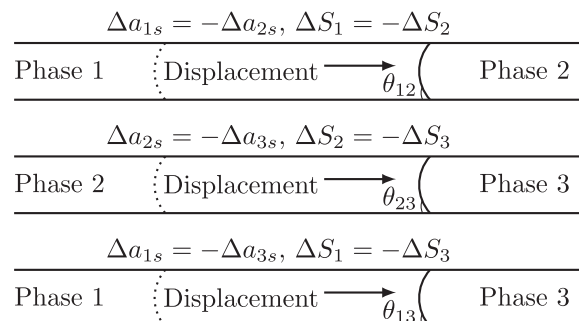 Δa₁ₛ = −Δa₂ₛ, ΔS₁ = −ΔS₂
Phase 1 Displacement θ₁₂ Phase 2
Δa₂ₛ = −Δa₃ₛ, ΔS₂ = −ΔS₃
Phase 2 Displacement θ₂₃ Phase 3
Δa₁ₛ = −Δa₃ₛ, ΔS₁ = −ΔS₃
Phase 1 Displacement θ₁₃ Phase 3